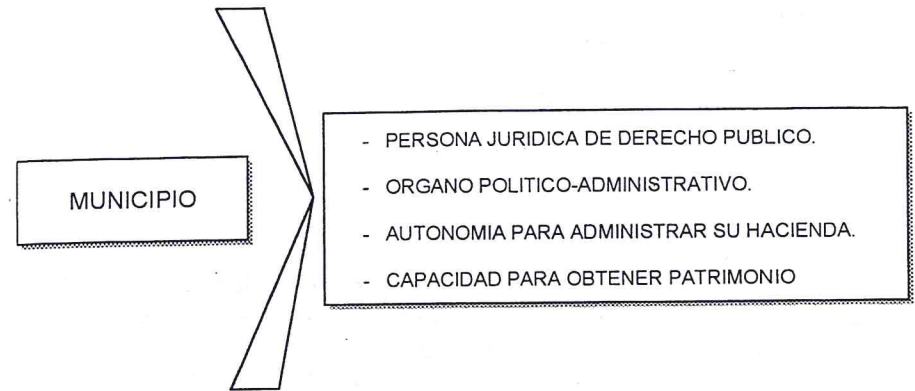 MUNICIPIO
- PERSONA JURIDICA DE DERECHO PUBLICO.
- ORGANO POLITICO-ADMINISTRATIVO.
- AUTONOMIA PARA ADMINISTRAR SU HACIENDA.
- CAPACIDAD PARA OBTENER PATRIMONIO